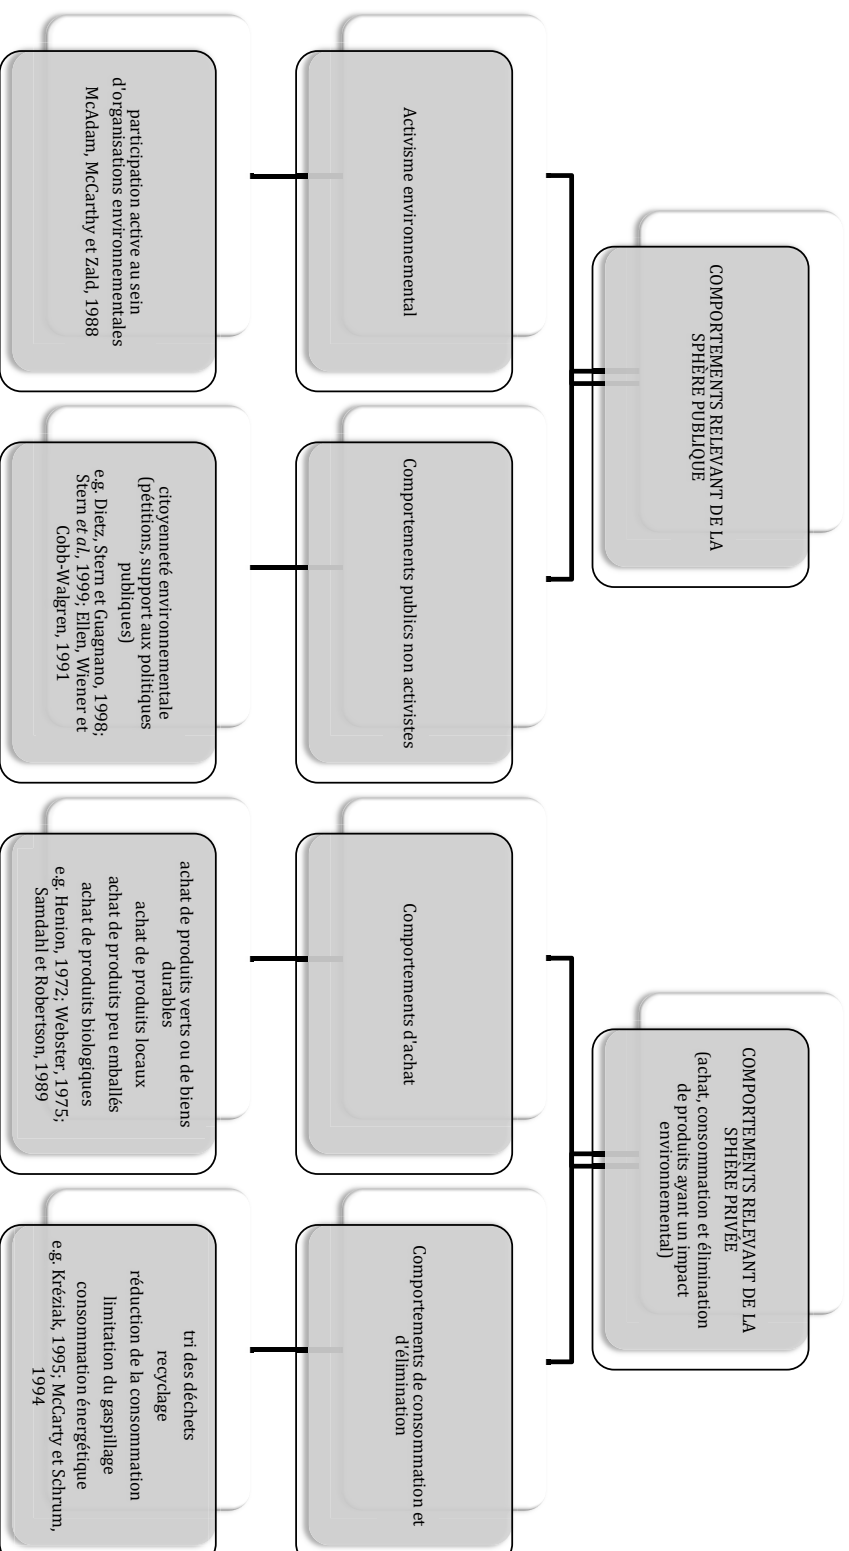 COMPORTEMENTS RELEVANT DE LA
SPHÈRE PUBLIQUE
COMPORTEMENTS RELEVANT DE LA
SPHÈRE PRIVÉE
(achat, consommation et élimination
de produits ayant un impact
environnemental)
Activisme environnemental
Comportements publics non activistes
Comportements d'achat
Comportements de consommation et
d'élimination
participation active au sein
d'organisations environnementales
McAdam, McCarthy et Zald, 1988
citoyenneté environnementale
(pétitions, support aux politiques
publiques)
e.g. Dietz, Stern et Guagnano, 1998;
Stern et al., 1999; Ellen, Wiener et
Cobb-Walgren, 1991
achat de produits verts ou de biens
durables
achat de produits locaux
achat de produits peu emballés
achat de produits biologiques
e.g. Henion, 1972; Webster, 1975;
Samdahl et Robertson, 1989
tri des déchets
recyclage
réduction de la consommation
limitation du gaspillage
consommation énergétique
e.g. Kréziak, 1995; McCarty et Schrum,
1994